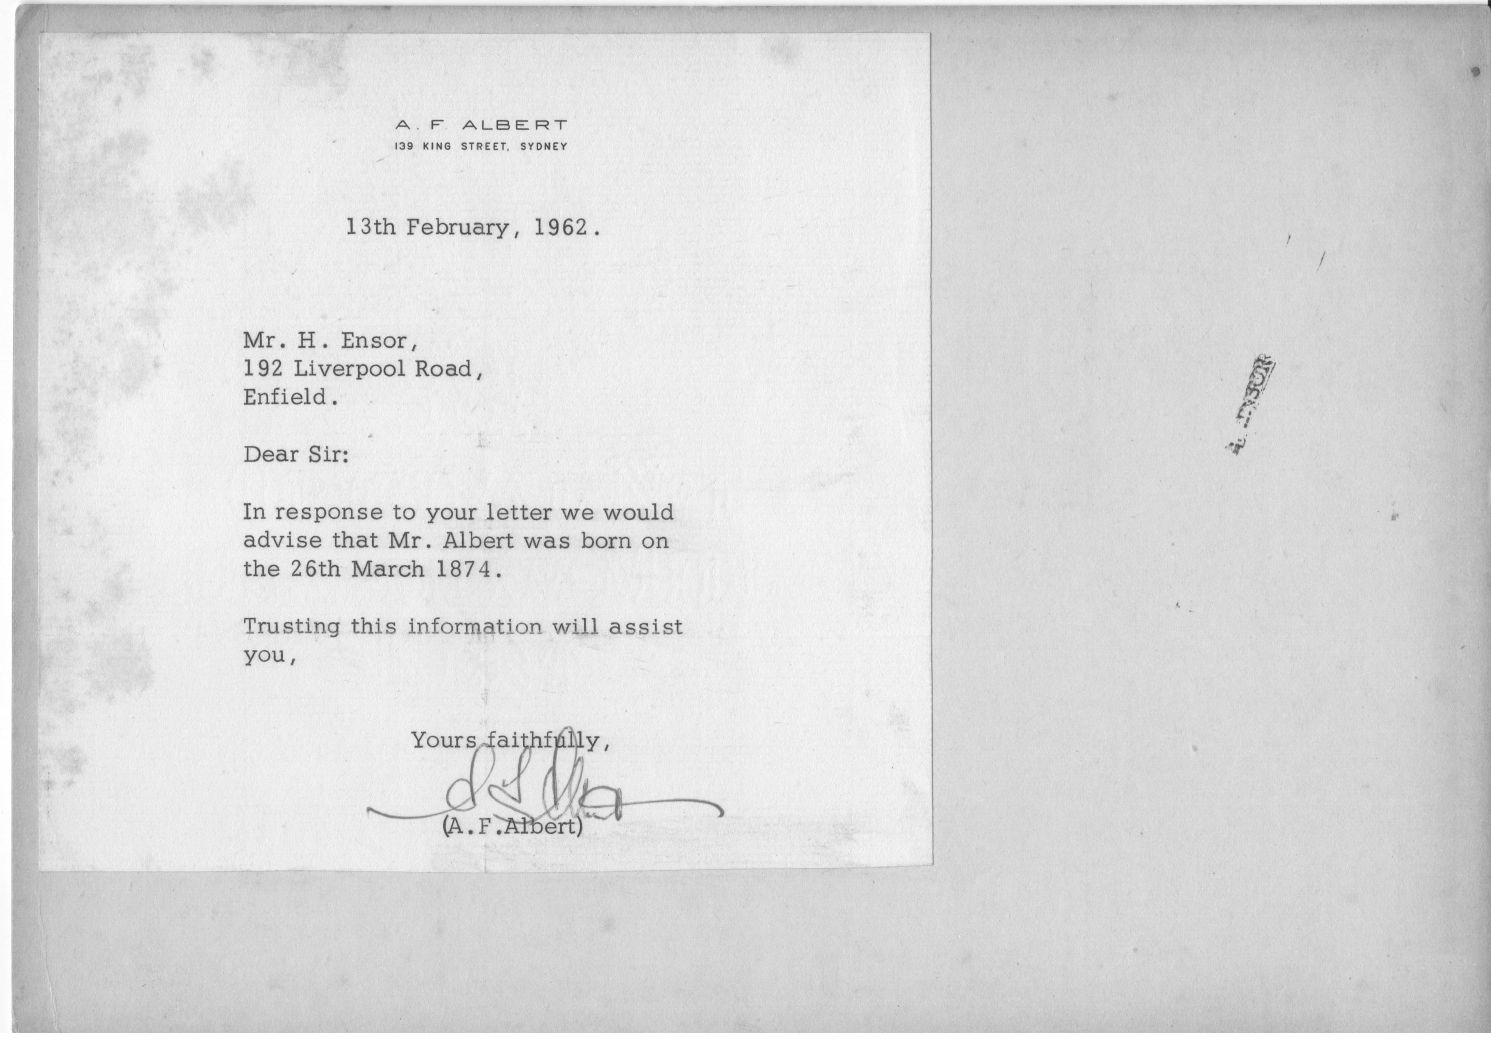 A. F ALBERT
139 KING STREET, SYDNEY
13th February, 1962.
Mr. H. Ensor,
192 Liverpool Road,
Enfield.
Dear Sir:
In response to your letter we would
advise that Mr. Albert was born on
the 26th March 1874.
Trusting this information will assist
you,
Yours faithfully,
(A.F.Albert)
ENSOR